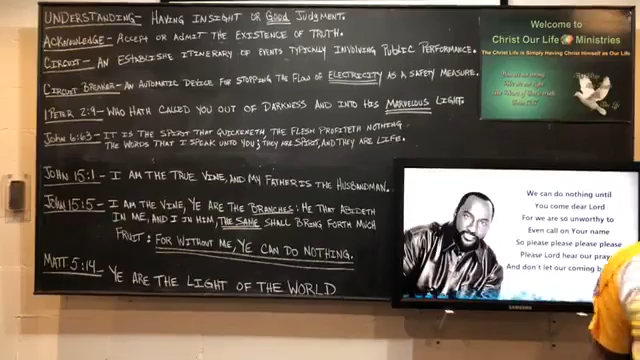 UNDERSTANDING- HAVING INSIGHT OR GOOD JUDGMENT.
ACKNOWLEDGE- ACCEPT OR ADMIT THE EXISTENCE OF TRUTH.
CIRCUIT- AN ESTABLISHE ITINERARY OF EVENTS TYPICALLY INVOLVING PUBLIC PERFORMANCE.
CIRCUIT BREAKER- AN AUTOMATIC DEVICE FOR STOPPING THE FLOW OF ELECTRICITY AS A SAFETY MEASURE.
1 PETER 2:9- WHO HATH CALLED YOU OUT OF DARKNESS AND INTO HIS MARVELOUS LIGHT.
JOHN 6:63- IT IS THE SPIRIT THAT QUICKENETH THE FLESH PROFITETH NOTHING
THE WORDS THAT I SPEAK UNTO YOU; THEY ARE SPIRIT, AND THEY ARE LIFE.
JOHN 15:1- I AM THE TRUE VINE, AND MY FATHER IS THE HUSBANDMAN.
JOHN 15:5- I AM THE VINE, YE ARE THE BRANCHES: HE THAT ABIDETH
IN ME, AND I IN HIM, THE SAME SHALL BRING FORTH MUCH
FRUIT: FOR WITHOUT ME, YE CAN DO NOTHING.
MATT 5:14- YE ARE THE LIGHT OF THE WORLD
Welcome to
Christ Our Life Ministries
The Christ Life is Simply Having Christ Himself as Our Life
We can do nothing until
You come dear Lord
For we are so unworthy to
Even call on Your name
So please please please please
Please Lord hear our pray
And don't let our coming b
SAMSUNG